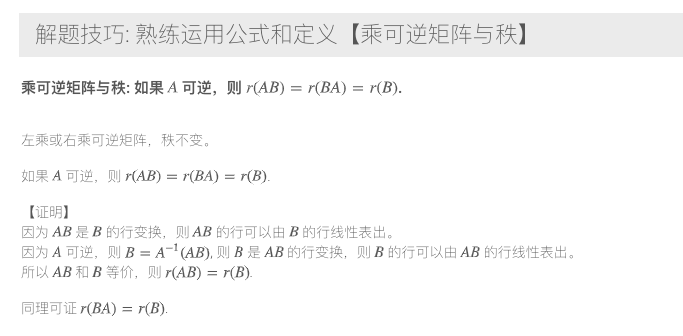 解题技巧: 熟练运用公式和定义【乘可逆矩阵与秩】
乘可逆矩阵与秩: 如果 A 可逆，则 r(AB) = r(BA) = r(B).
左乘或右乘可逆矩阵，秩不变。
如果 A 可逆，则 r(AB) = r(BA) = r(B).
【证明】
因为 AB 是 B 的行变换，则 AB 的行可以由 B 的行线性表出。
因为 A 可逆，则 B = A⁻¹(AB), 则 B 是 AB 的行变换，则 B 的行可以由 AB 的行线性表出。
所以 AB 和 B 等价，则 r(AB) = r(B).
同理可证 r(BA) = r(B).